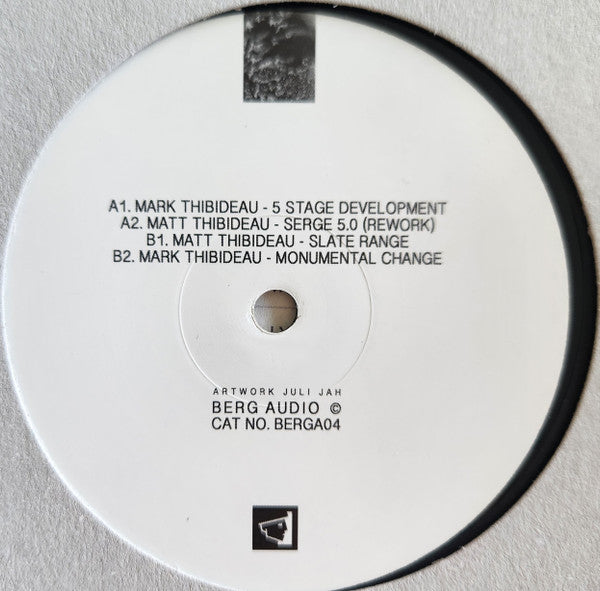 A1. MARK THIBIDEAU - 5 STAGE DEVELOPMENT
A2. MATT THIBIDEAU - SERGE 5.0 (REWORK)
B1. MATT THIBIDEAU - SLATE RANGE
B2. MARK THIBIDEAU - MONUMENTAL CHANGE
ARTWORK JULI JAH
BERG AUDIO ©
CAT NO. BERGA04